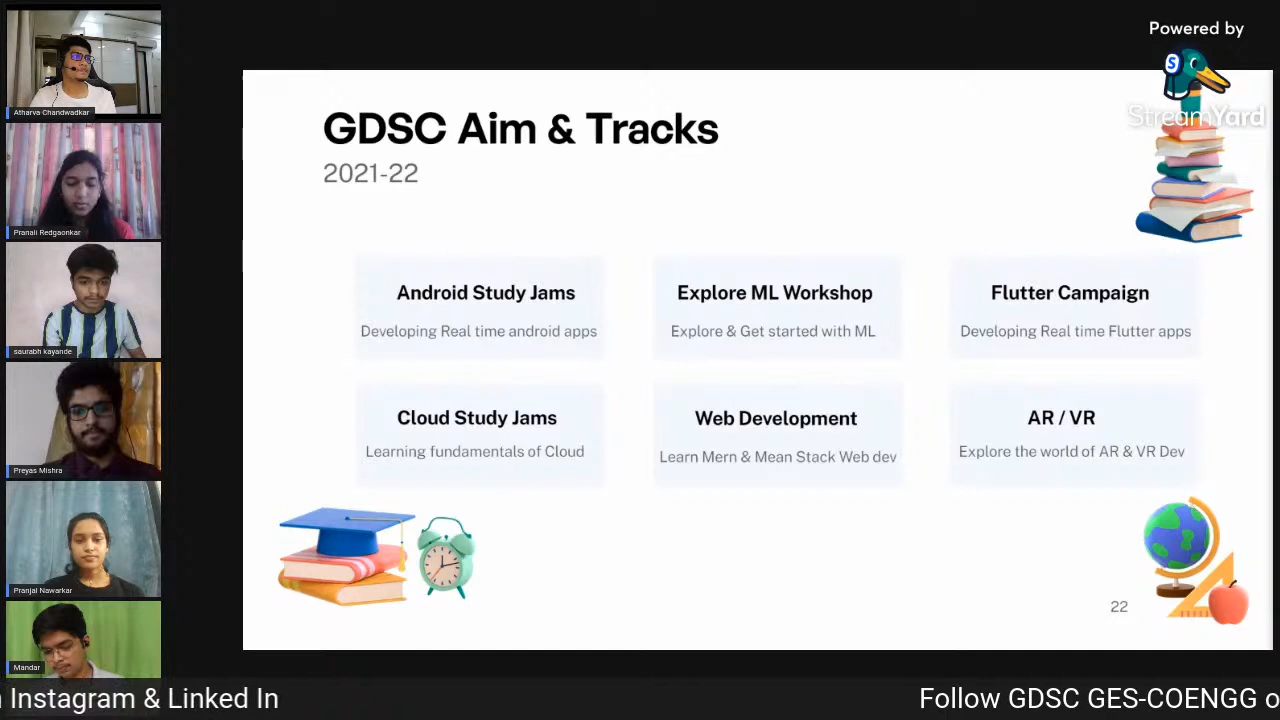 Powered by
S
StreamYard
Atharva Chandwadkar
Pranali Redgaonkar
saurabh kayande
Preyas Mishra
Pranjal Nawarkar
Mandar
GDSC Aim & Tracks
2021-22
Android Study Jams
Developing Real time android apps
Explore ML Workshop
Explore & Get started with ML
Flutter Campaign
Developing Real time Flutter apps
Cloud Study Jams
Learning fundamentals of Cloud
Web Development
Learn Mern & Mean Stack Web dev
AR / VR
Explore the world of AR & VR Dev
22
Instagram & Linked In
Follow GDSC GES-COENGG